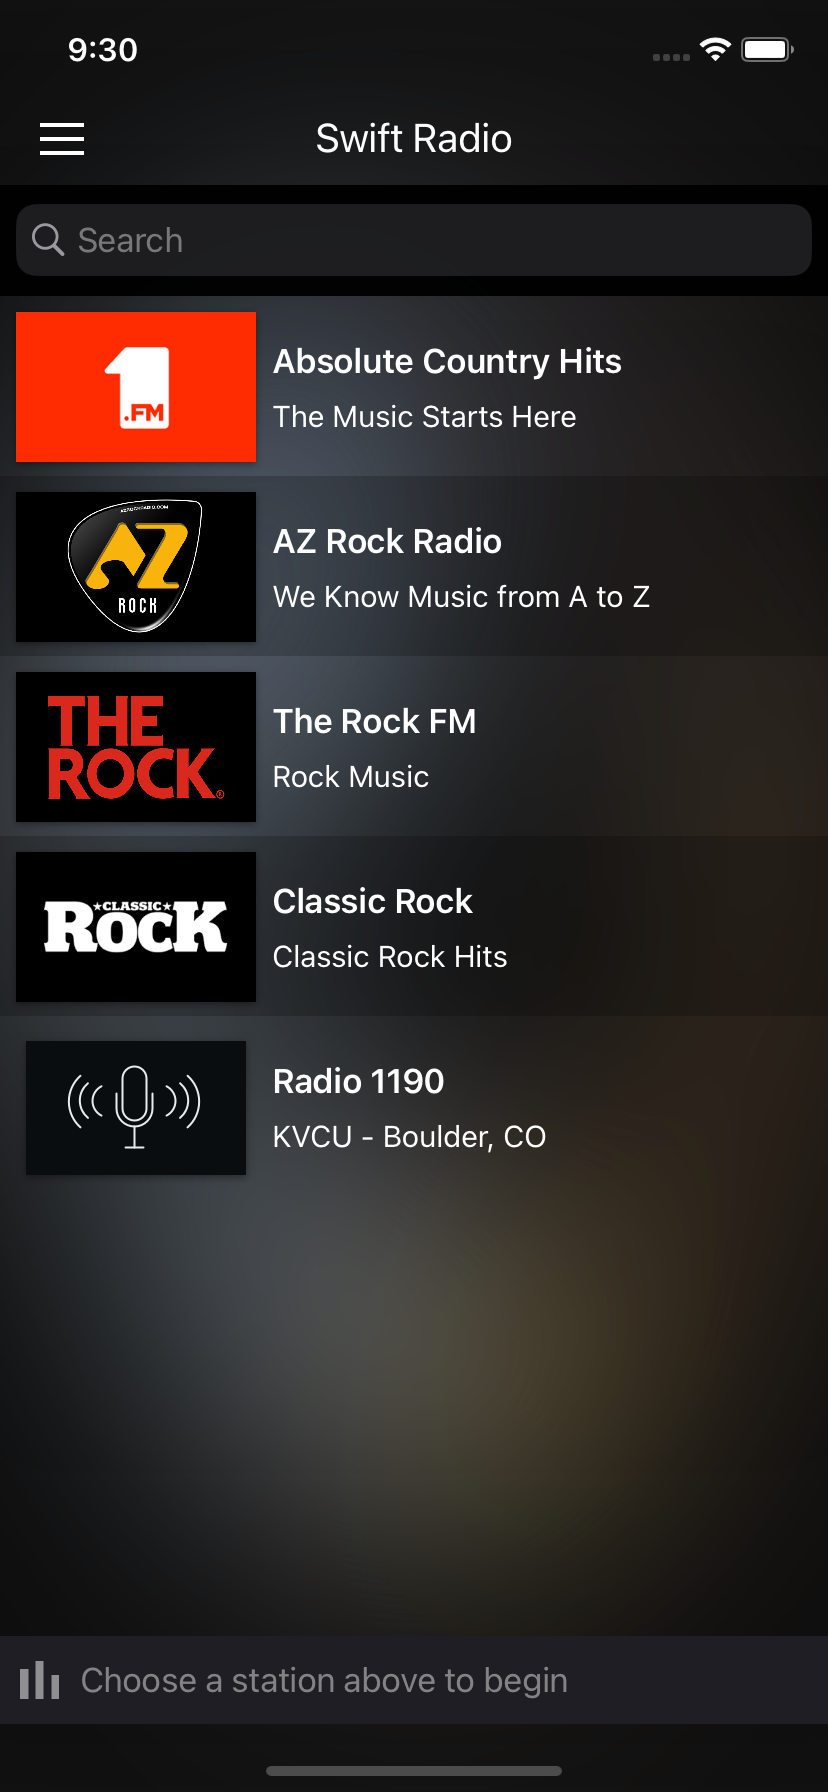 9:30
Swift Radio
Search
1.FM
Absolute Country Hits
The Music Starts Here
AZROCKRADIO.COM
AZ
ROCK
AZ Rock Radio
We Know Music from A to Z
THE
ROCK®
The Rock FM
Rock Music
★CLASSIC★
ROCK
Classic Rock
Classic Rock Hits
Radio 1190
KVCU - Boulder, CO
Choose a station above to begin